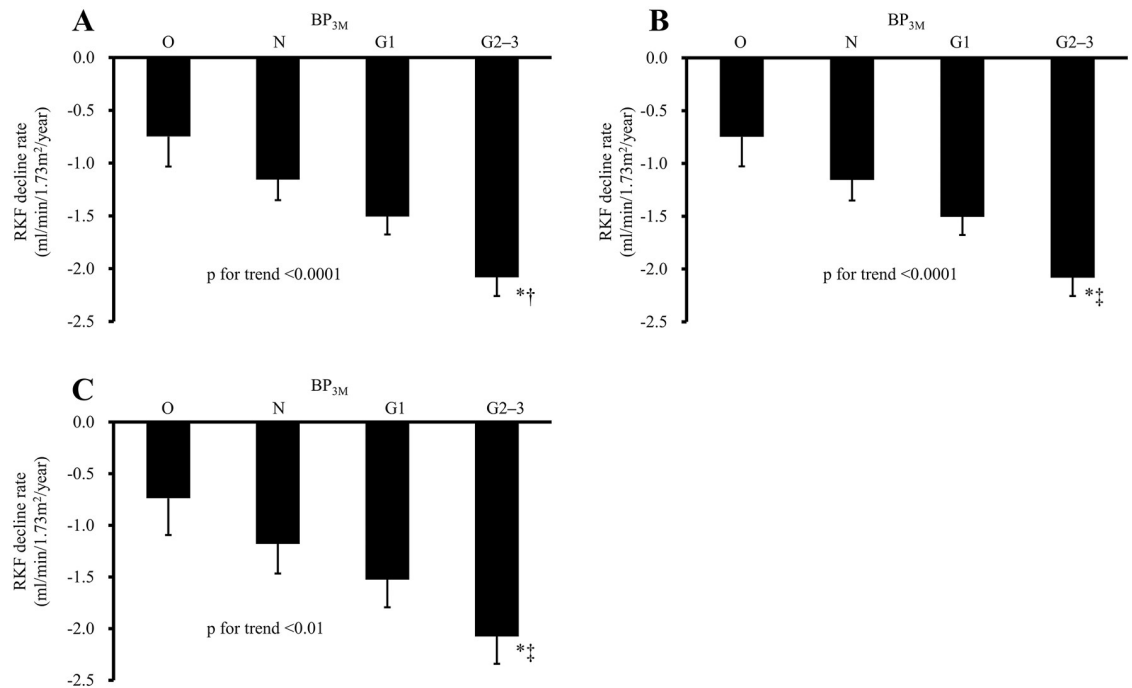 A
BP3M
O N G1 G2–3
0.0
-0.5
-1.0
-1.5
-2.0
-2.5
RKF decline rate
(ml/min/1.73m²/year)
p for trend <0.0001
*†
B
BP3M
O N G1 G2–3
0.0
-0.5
-1.0
-1.5
-2.0
-2.5
RKF decline rate
(ml/min/1.73m²/year)
p for trend <0.0001
*‡
C
BP3M
O N G1 G2–3
0.0
-0.5
-1.0
-1.5
-2.0
-2.5
RKF decline rate
(ml/min/1.73m²/year)
p for trend <0.01
*‡